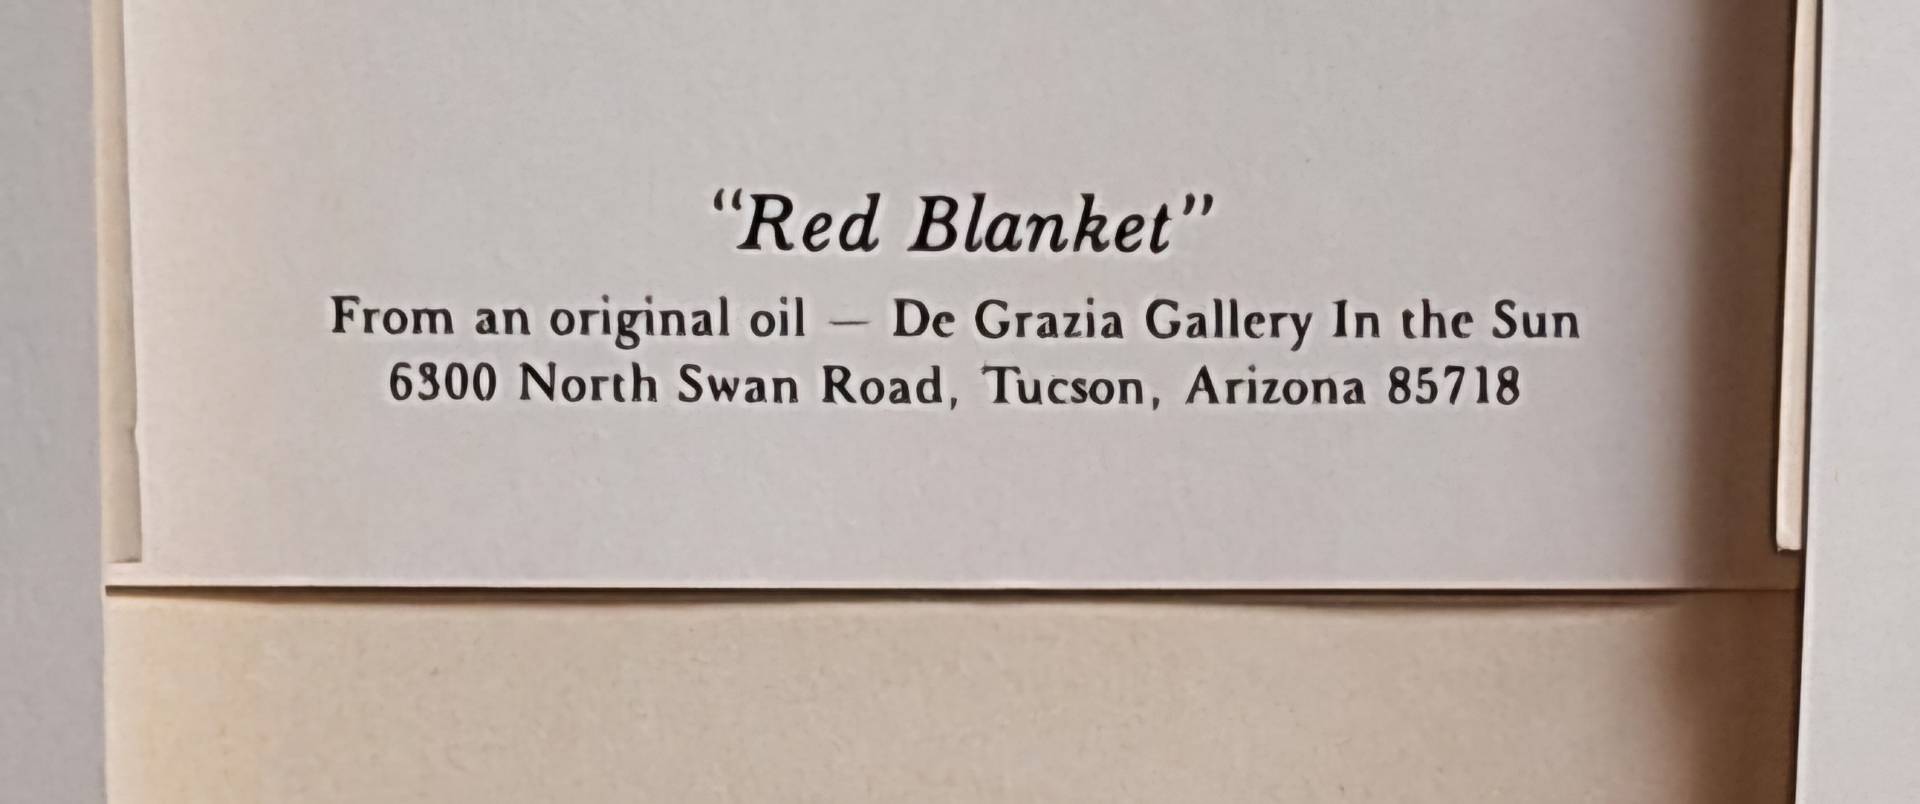 “Red Blanket”
From an original oil — De Grazia Gallery In the Sun
6300 North Swan Road, Tucson, Arizona 85718